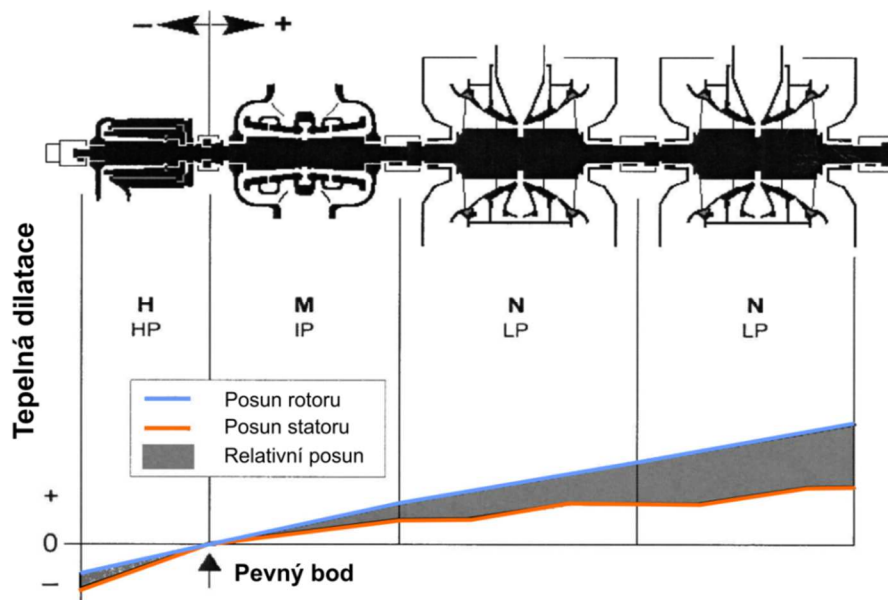 − +
Tepelná dilatace
H M N N
HP IP LP LP
Posun rotoru
Posun statoru
Relativní posun
+
0
−
Pevný bod